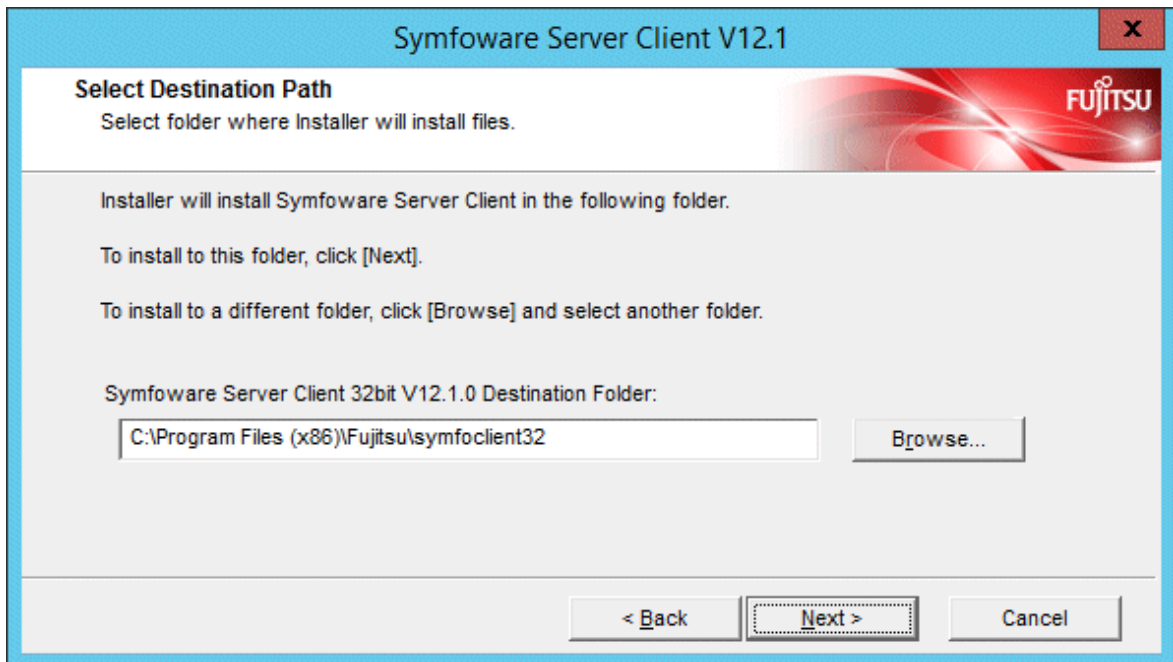 Symfoware Server Client V12.1
x
Select Destination Path
Select folder where Installer will install files.
FUJITSU
Installer will install Symfoware Server Client in the following folder.
To install to this folder, click [Next].
To install to a different folder, click [Browse] and select another folder.
Symfoware Server Client 32bit V12.1.0 Destination Folder:
C:\Program Files (x86)\Fujitsu\symfoclient32
Browse...
< Back
Next >
Cancel